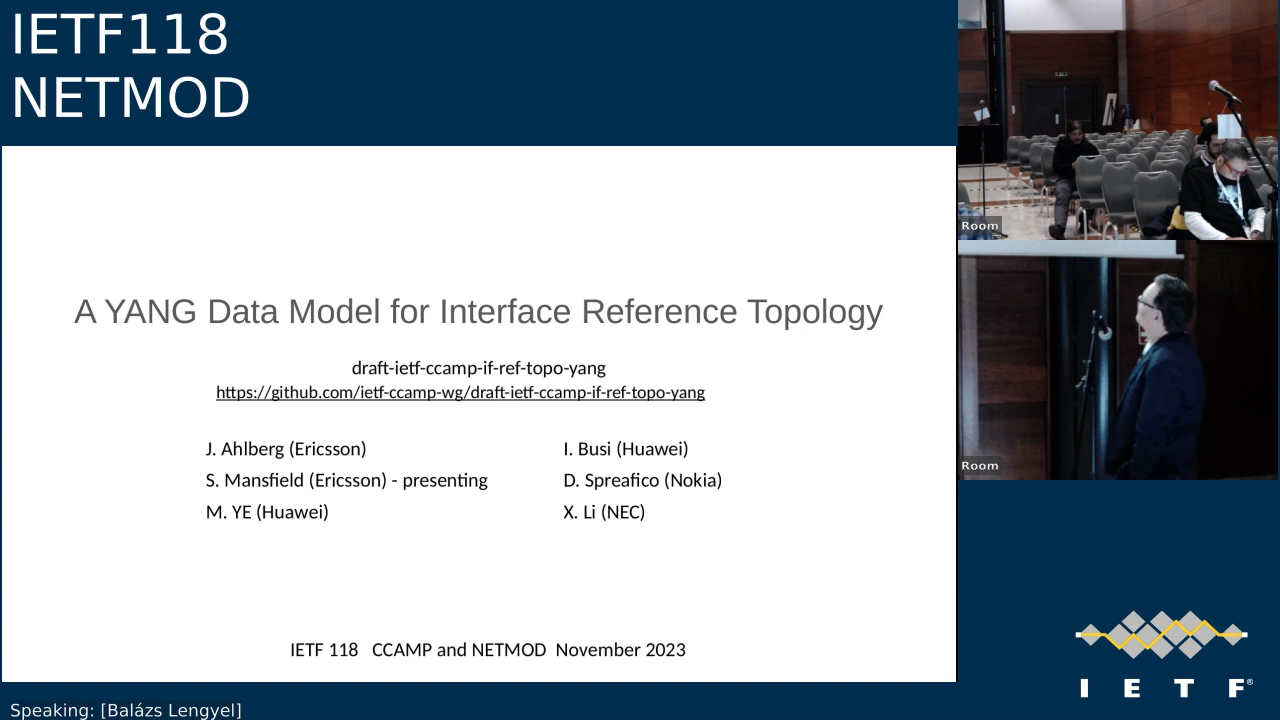 IETF118
NETMOD
A YANG Data Model for Interface Reference Topology
draft-ietf-ccamp-if-ref-topo-yang
https://github.com/ietf-ccamp-wg/draft-ietf-ccamp-if-ref-topo-yang
J. Ahlberg (Ericsson)
S. Mansfield (Ericsson) - presenting
M. YE (Huawei)
I. Busi (Huawei)
D. Spreafico (Nokia)
X. Li (NEC)
IETF 118 CCAMP and NETMOD November 2023
Room
Room
I E T F®
Speaking: [Balázs Lengyel]